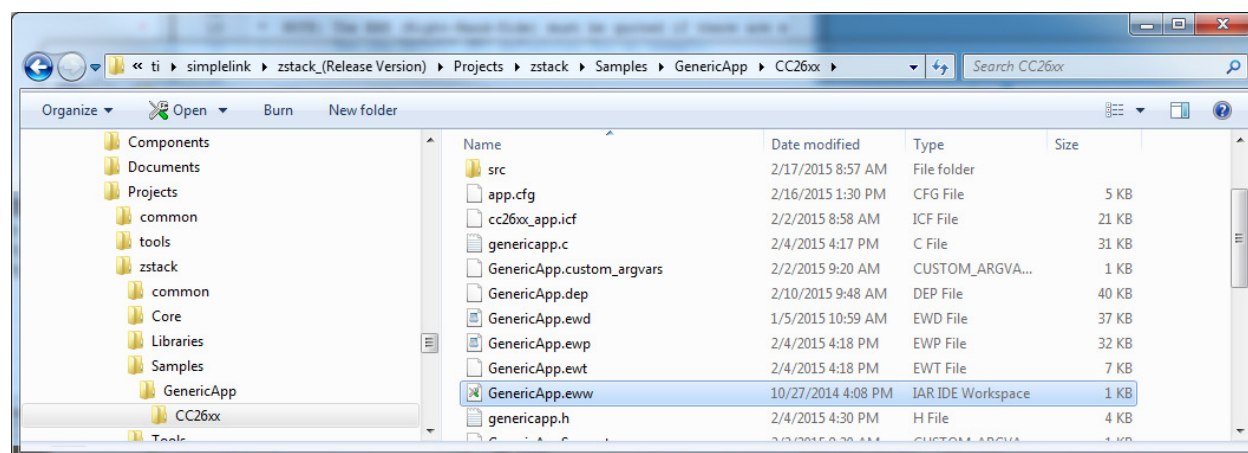 « ti ▸ simplelink ▸ zstack_(Release Version) ▸ Projects ▸ zstack ▸ Samples ▸ GenericApp ▸ CC26xx ▸ Search CC26xx
Organize Open Burn New folder
Components
Documents
Projects
common
tools
zstack
common
Core
Libraries
Samples
GenericApp
CC26xx
Tools
Name Date modified Type Size
src 2/17/2015 8:57 AM File folder
app.cfg 2/16/2015 1:30 PM CFG File 5 KB
cc26xx_app.icf 2/2/2015 8:58 AM ICF File 21 KB
genericapp.c 2/4/2015 4:17 PM C File 31 KB
GenericApp.custom_argvars 2/2/2015 9:20 AM CUSTOM_ARGVA... 1 KB
GenericApp.dep 2/10/2015 9:48 AM DEP File 40 KB
GenericApp.ewd 1/5/2015 10:59 AM EWD File 37 KB
GenericApp.ewp 2/4/2015 4:18 PM EWP File 32 KB
GenericApp.ewt 2/4/2015 4:18 PM EWT File 7 KB
GenericApp.eww 10/27/2014 4:08 PM IAR IDE Workspace 1 KB
genericapp.h 2/4/2015 4:30 PM H File 4 KB